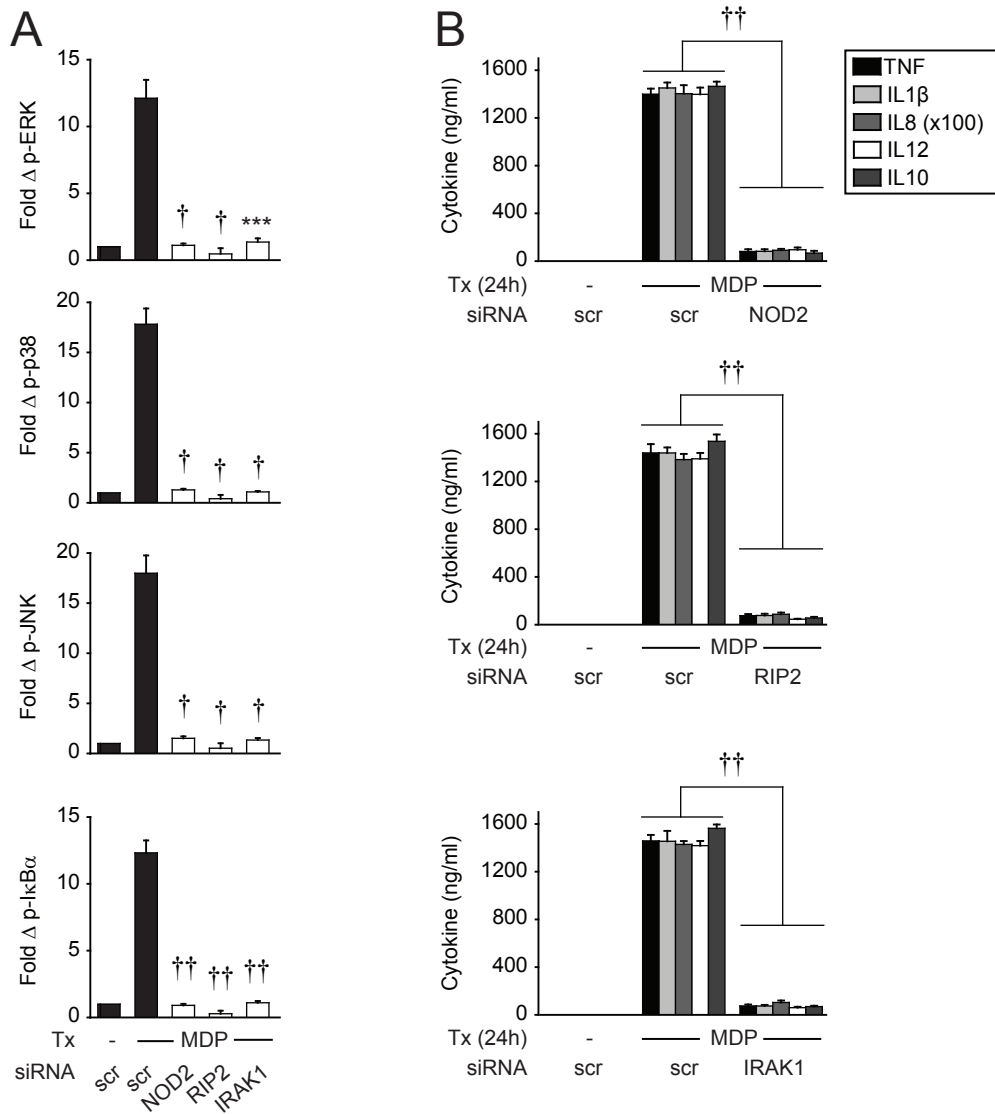 A
Fold Δ p-ERK
15
10
5
0
†
†
***
Fold Δ p-p38
20
15
10
5
0
†
†
†
Fold Δ p-JNK
20
15
10
5
0
†
†
†
Fold Δ p-IκBα
15
10
5
0
††
††
††
Tx - MDP
siRNA scr scr NOD2 RIP2 IRAK1
B
TNF
IL1β
IL8 (x100)
IL12
IL10
††
Cytokine (ng/ml)
1600
1200
800
400
0
Tx (24h) - MDP
siRNA scr scr NOD2
††
Cytokine (ng/ml)
1600
1200
800
400
0
Tx (24h) - MDP
siRNA scr scr RIP2
††
Cytokine (ng/ml)
1600
1200
800
400
0
Tx (24h) - MDP
siRNA scr scr IRAK1